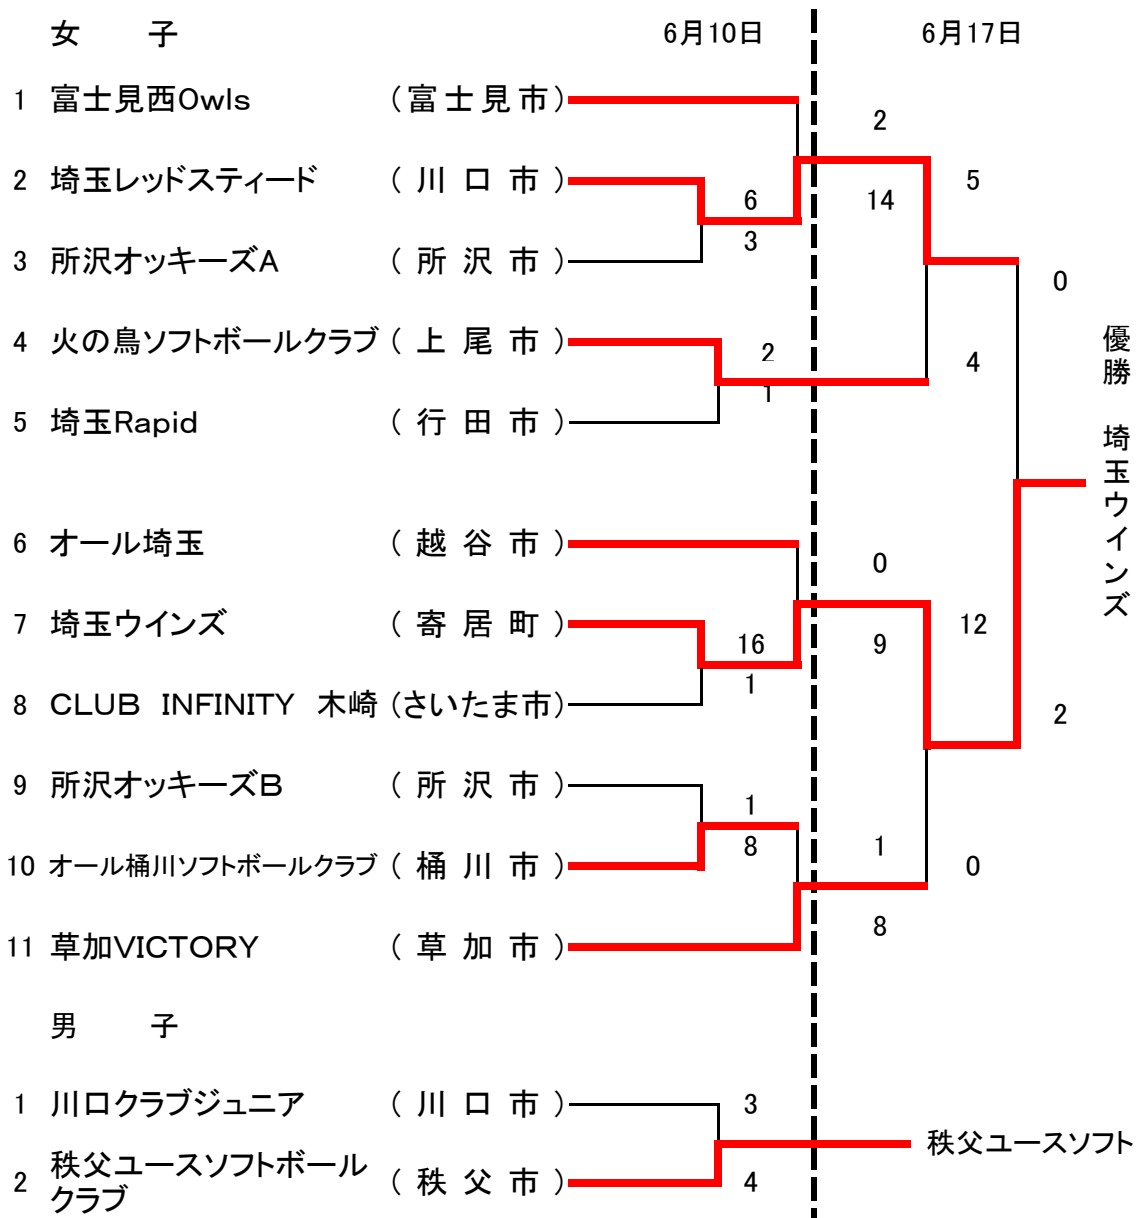 女 子 6月10日 6月17日
1 富士見西Owls (富士見市)
2
2 埼玉レッドスティード (川口市)
5
6
14
3
3 所沢オッキーズA (所沢市)
0
4 火の鳥ソフトボールクラブ (上尾市)
2
4
1
5 埼玉Rapid (行田市)
優勝 埼玉ウインズ
6 オール埼玉 (越谷市)
0
7 埼玉ウインズ (寄居町)
12
16
9
1
8 CLUB INFINITY 木崎 (さいたま市)
2
9 所沢オッキーズB (所沢市)
1
8
1
10 オール桶川ソフトボールクラブ (桶川市)
0
8
11 草加VICTORY (草加市)
男 子
1 川口クラブジュニア (川口市) 3
秩父ユースソフト
2 秩父ユースソフトボール
クラブ (秩父市) 4